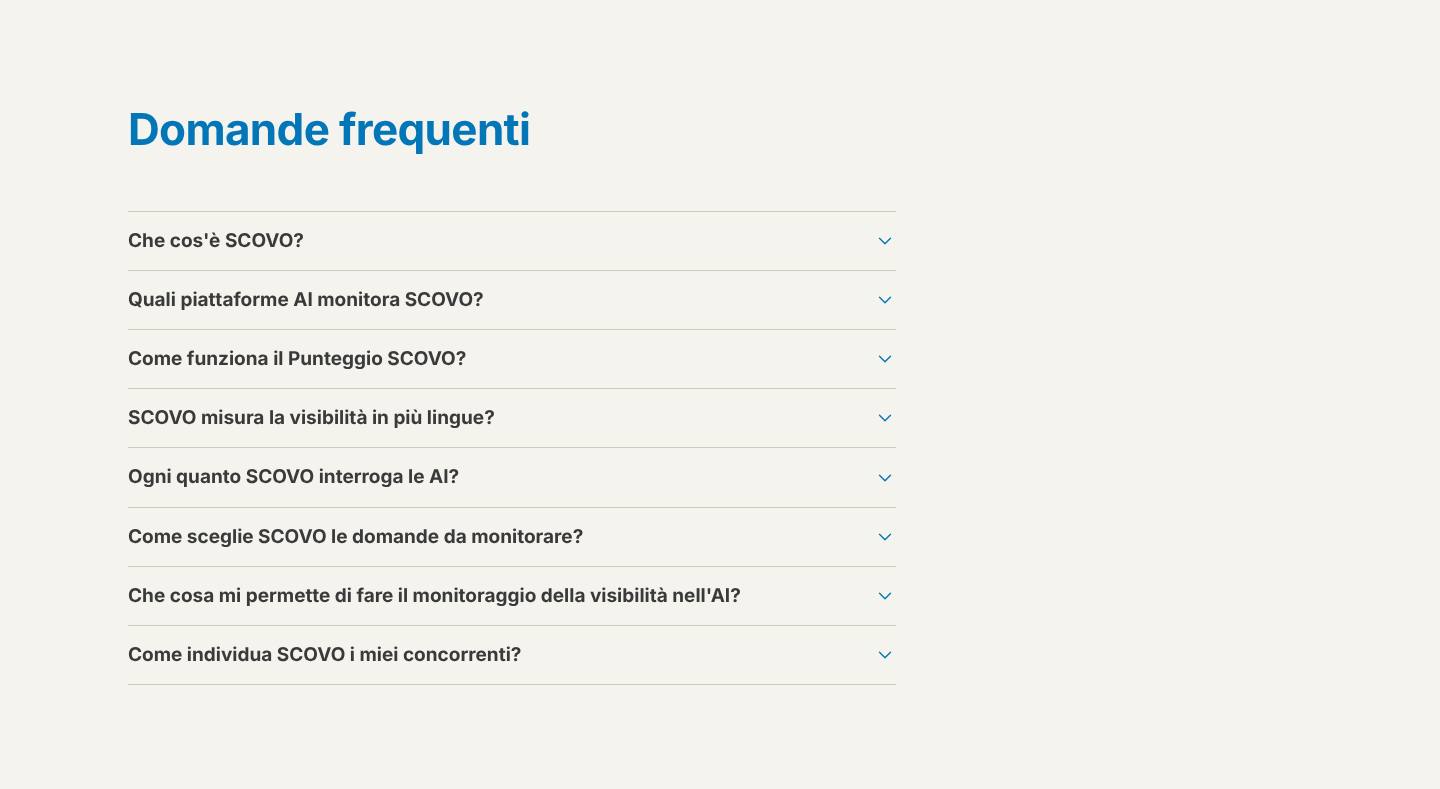 Domande frequenti
Che cos'è SCOVO?
Quali piattaforme AI monitora SCOVO?
Come funziona il Punteggio SCOVO?
SCOVO misura la visibilità in più lingue?
Ogni quanto SCOVO interroga le AI?
Come sceglie SCOVO le domande da monitorare?
Che cosa mi permette di fare il monitoraggio della visibilità nell'AI?
Come individua SCOVO i miei concorrenti?